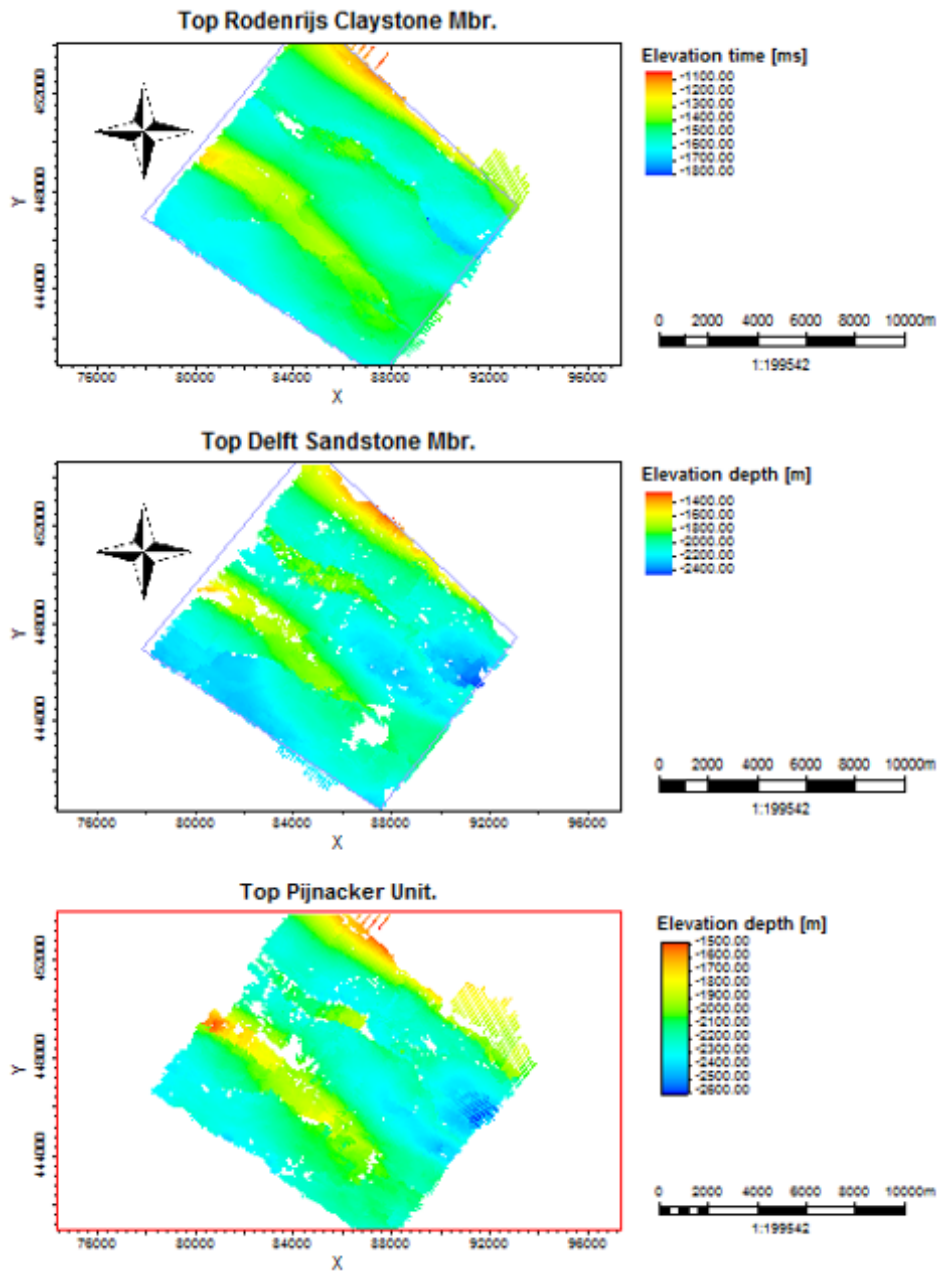 Top Rodenrijs Claystone Mbr.
Elevation time [ms]
-1100.00
-1200.00
-1300.00
-1400.00
-1500.00
-1600.00
-1700.00
-1800.00
Y
444000 448000 452000
0 2000 4000 6000 8000 10000m
1:199542
76000 80000 84000 88000 92000 96000
X
Top Delft Sandstone Mbr.
Elevation depth [m]
-1400.00
-1600.00
-1800.00
-2000.00
-2200.00
-2400.00
Y
444000 448000 452000
0 2000 4000 6000 8000 10000m
1:199542
76000 80000 84000 88000 92000 96000
X
Top Pijnacker Unit.
Elevation depth [m]
-1500.00
-1600.00
-1700.00
-1800.00
-1900.00
-2000.00
-2100.00
-2200.00
-2300.00
-2400.00
-2500.00
-2600.00
Y
444000 448000 452000
0 2000 4000 6000 8000 10000m
1:199542
76000 80000 84000 88000 92000 96000
X